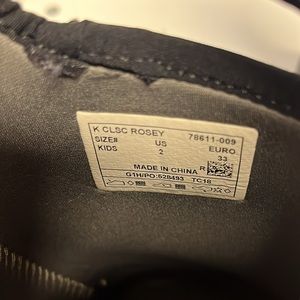 K CLSC ROSEY 78611-009
SIZE# US EURO
KIDS 2 33
MADE IN CHINA R
G1H/PO:528493 TC18